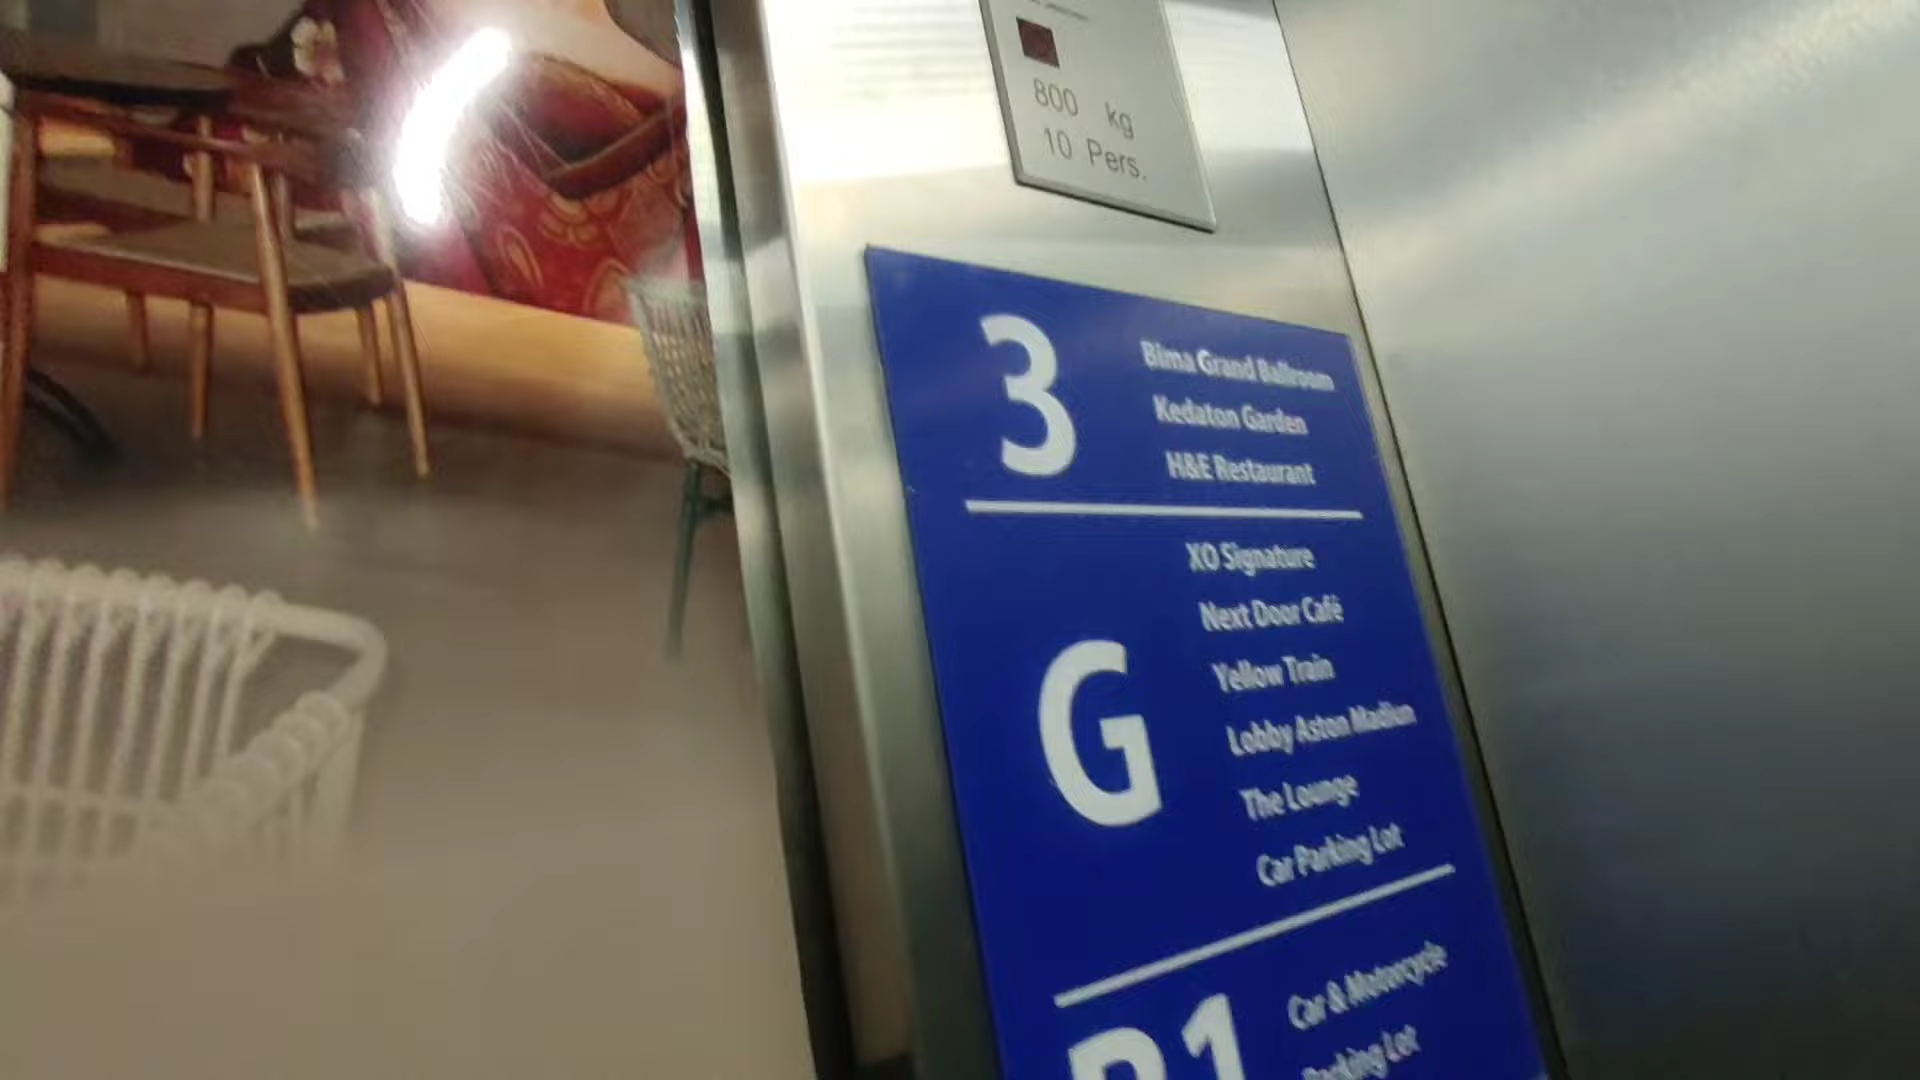 800 kg
10 Pers.
3
Bima Grand Ballroom
Kedaton Garden
H&E Restaurant
G
XO Signature
Next Door Café
Yellow Train
Lobby Aston Madiun
The Lounge
Car Parking Lot
B1
Car & Motorcycle
Parking Lot